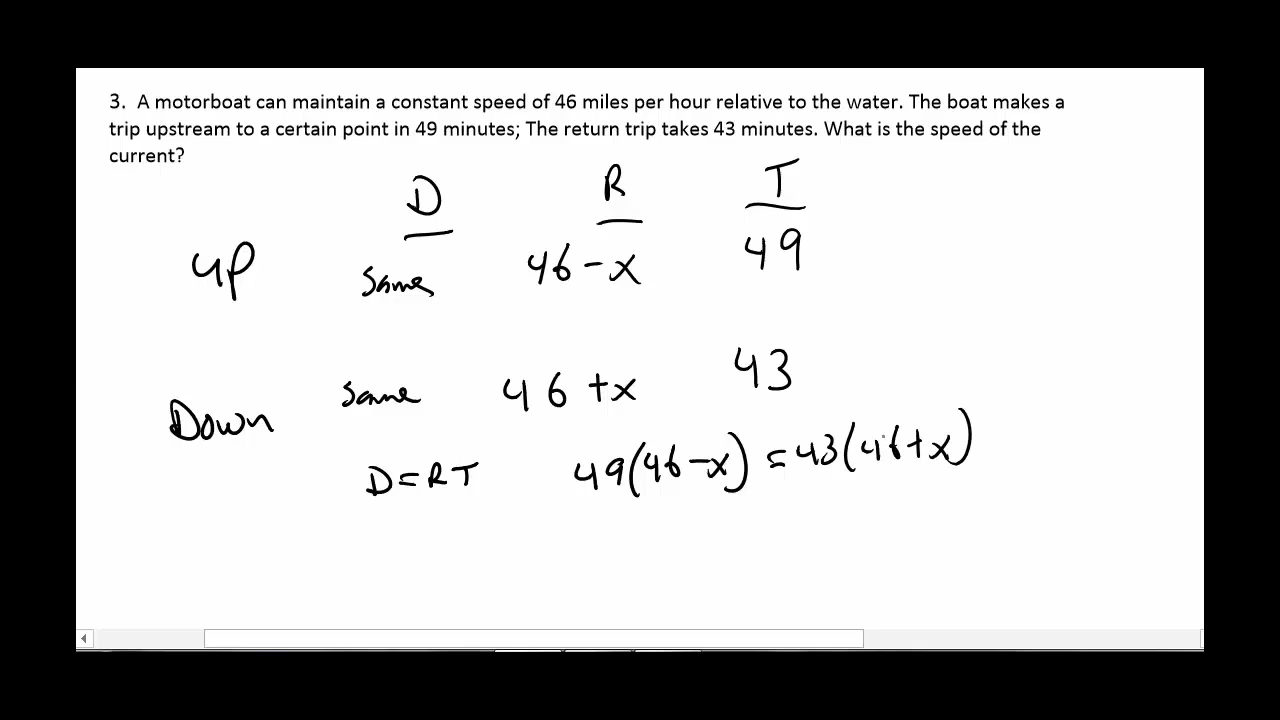 3. A motorboat can maintain a constant speed of 46 miles per hour relative to the water. The boat makes a
trip upstream to a certain point in 49 minutes; The return trip takes 43 minutes. What is the speed of the
current?
D R T
up same 46-x 49
Down same 46+x 43
D=RT 49(46-x)=43(46+x)